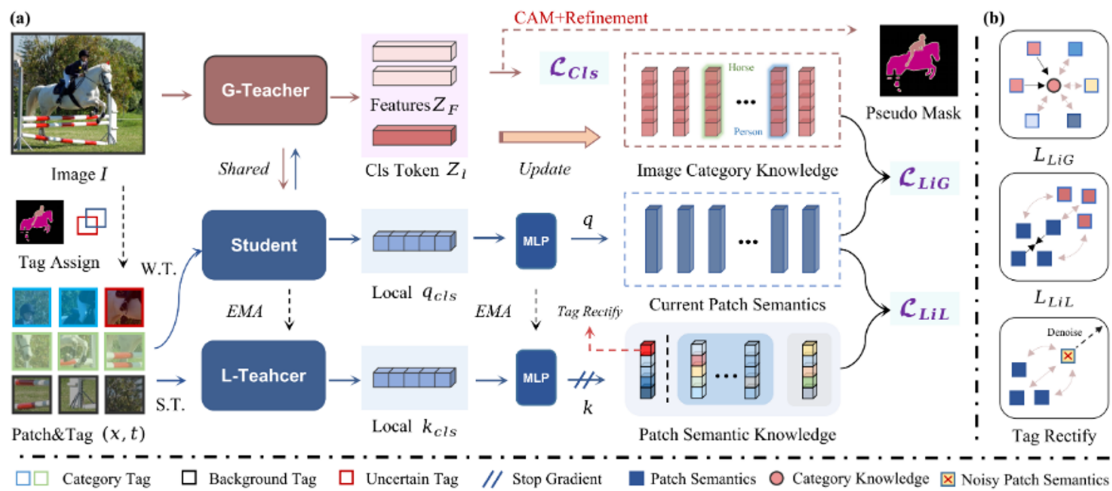 (a)
CAM+Refinement
(b)
G-Teacher
Features Z_F
Cls Token Z_l
ℒ_Cls
Horse
Person
...
Pseudo Mask
Image I
Shared
Update
Image Category Knowledge
L_LiG
ℒ_LiG
Tag Assign
W.T.
Student
Local q_cls
MLP
q
...
Current Patch Semantics
L_LiL
EMA
EMA
Tag Rectify
ℒ_LiL
Denoise
L-Teahcer
S.T.
Local k_cls
MLP
k
...
Patch&Tag (x, t)
Patch Semantic Knowledge
Tag Rectify
Category Tag
Background Tag
Uncertain Tag
Stop Gradient
Patch Semantics
Category Knowledge
Noisy Patch Semantics